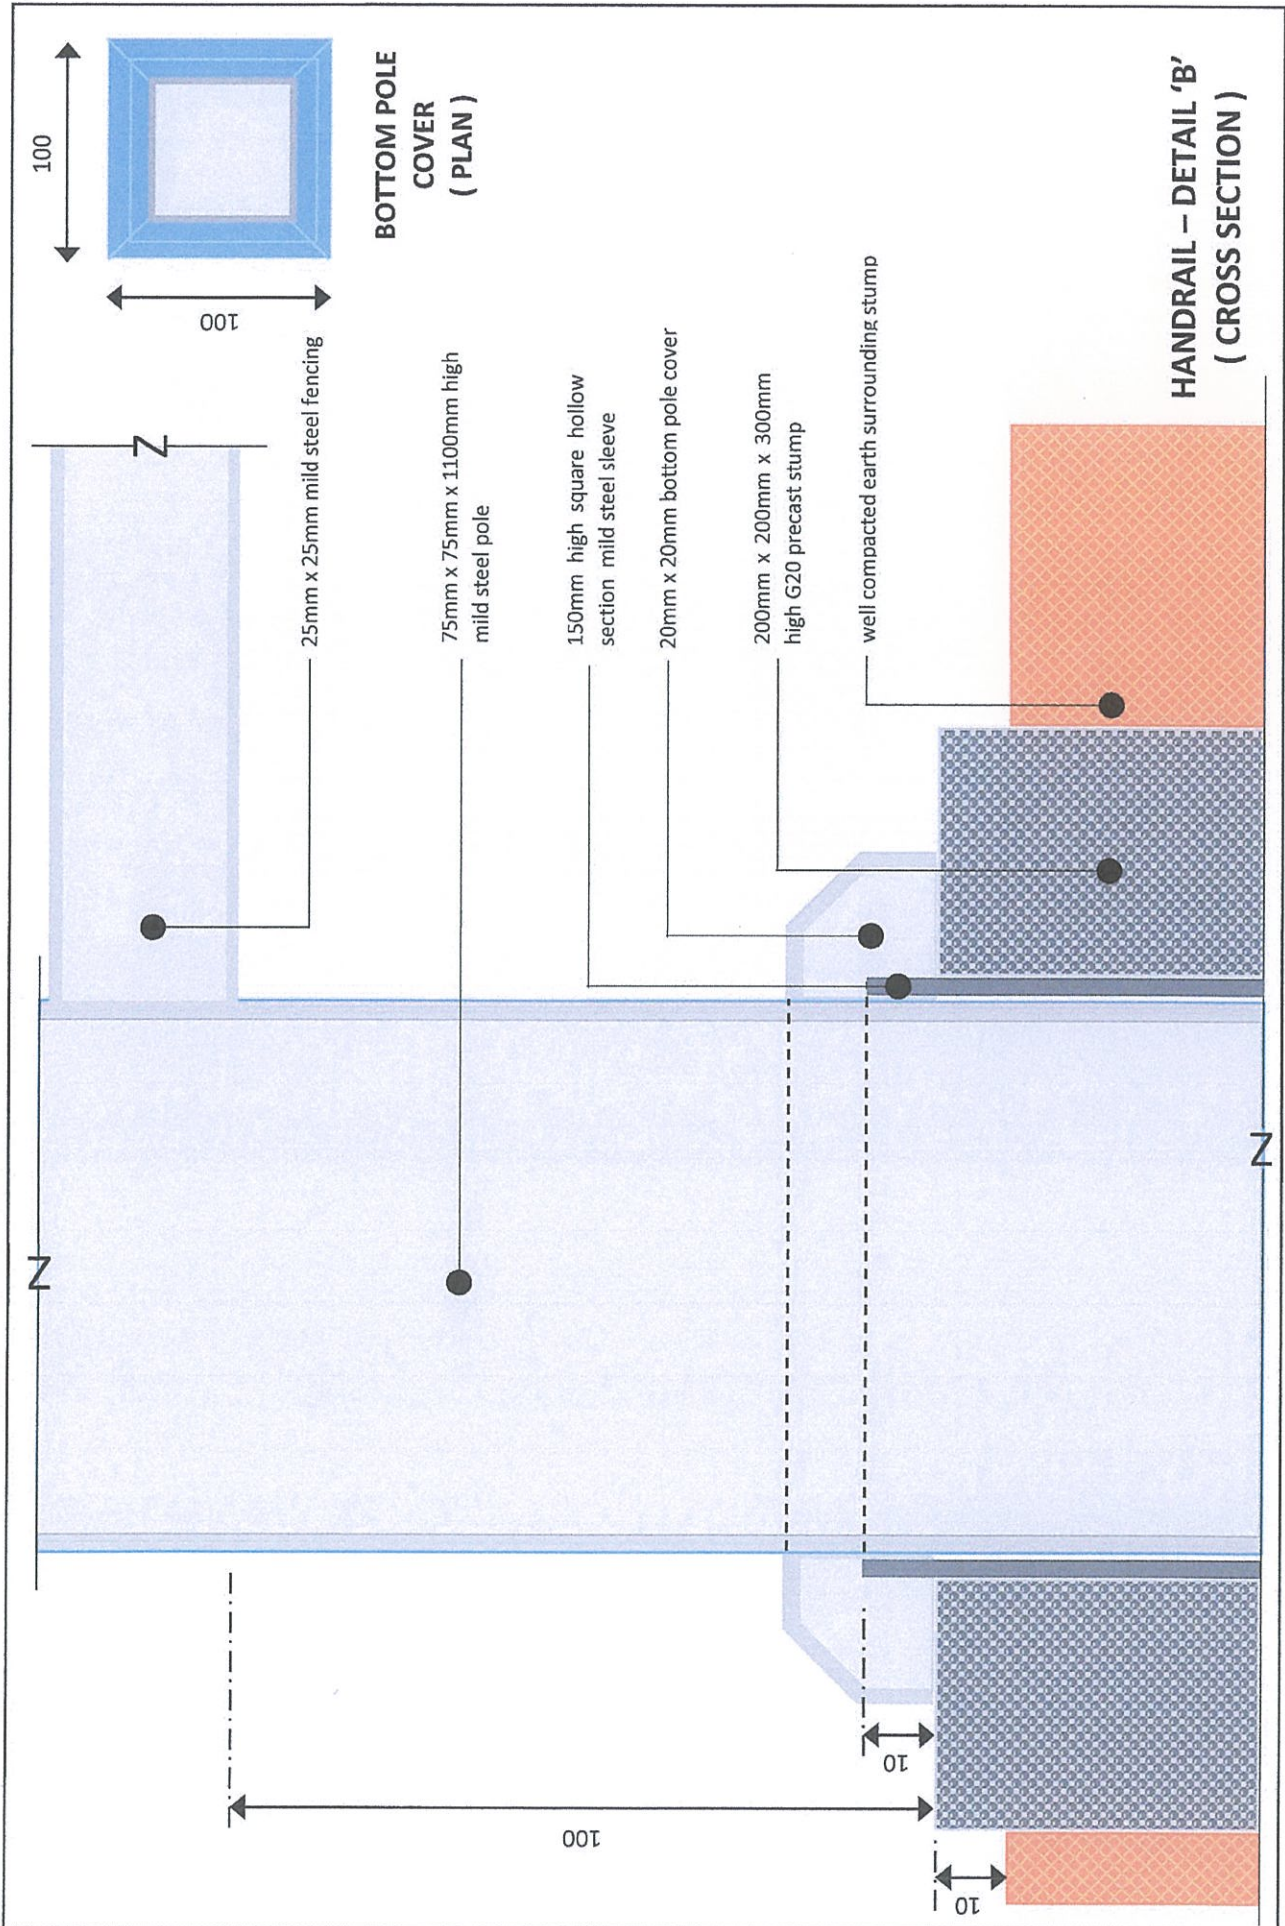 100
100
BOTTOM POLE
COVER
( PLAN )
25mm x 25mm mild steel fencing
75mm x 75mm x 1100mm high
mild steel pole
150mm high square hollow
section mild steel sleeve
20mm x 20mm bottom pole cover
200mm x 200mm x 300mm
high G20 precast stump
well compacted earth surrounding stump
100
10
10
HANDRAIL – DETAIL ‘B’
( CROSS SECTION )